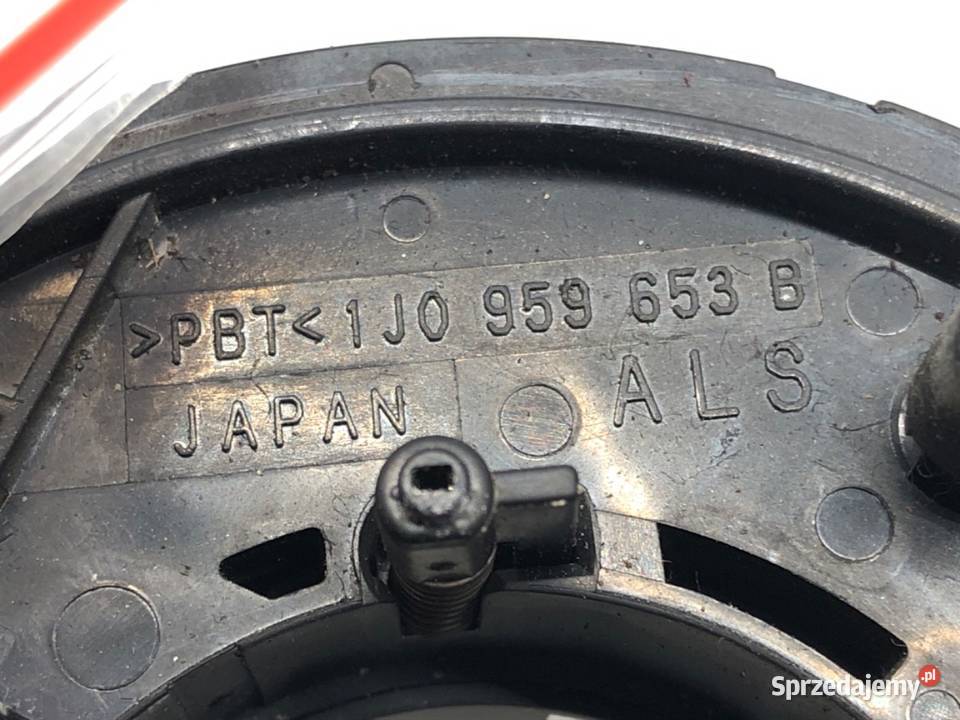 >PBT< 1J0 959 653 B
JAPAN ALS
Sprzedajemy.pl